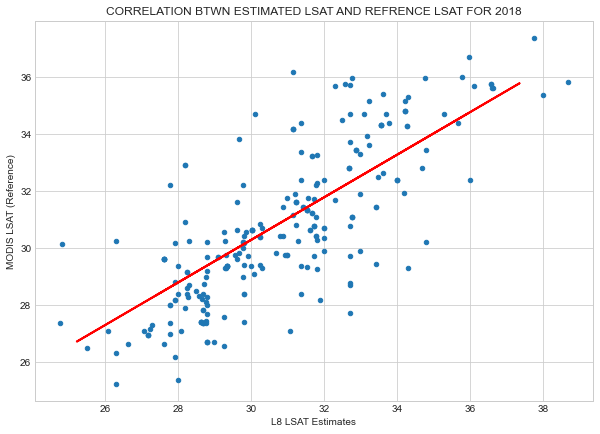 CORRELATION BTWN ESTIMATED LSAT AND REFRENCE LSAT FOR 2018
MODIS LSAT (Reference)
36
34
32
30
28
26
26 28 30 32 34 36 38
L8 LSAT Estimates